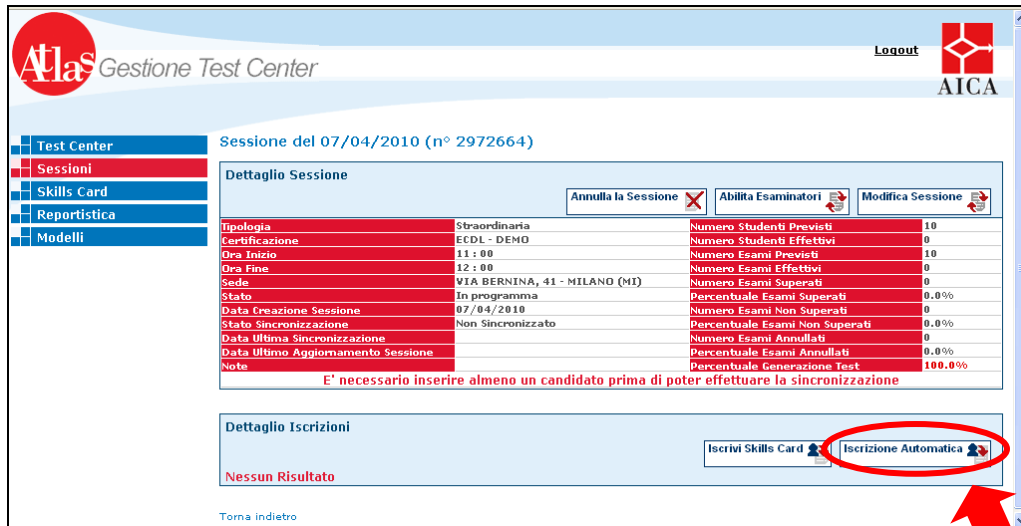 Atlas Gestione Test Center
Logout
AICA
Test Center
Sessioni
Skills Card
Reportistica
Modelli
Sessione del 07/04/2010 (n° 2972664)
Dettaglio Sessione
Annulla la Sessione Abilita Esaminatori Modifica Sessione
Tipologia Straordinaria Numero Studenti Previsti 10
Certificazione ECDL - DEMO Numero Studenti Effettivi 0
Ora Inizio 11 : 00 Numero Esami Previsti 10
Ora Fine 12 : 00 Numero Esami Effettivi 0
Sede VIA BERNINA, 41 - MILANO (MI) Numero Esami Superati 0
Stato In programma Percentuale Esami Superati 0.0%
Data Creazione Sessione 07/04/2010 Numero Esami Non Superati 0
Stato Sincronizzazione Non Sincronizzato Percentuale Esami Non Superati 0.0%
Data Ultima Sincronizzazione Numero Esami Annullati 0
Data Ultimo Aggiornamento Sessione Percentuale Esami Annullati 0.0%
Note Percentuale Generazione Test 100.0%
E' necessario inserire almeno un candidato prima di poter effettuare la sincronizzazione
Dettaglio Iscrizioni
Iscrivi Skills Card Iscrizione Automatica
Nessun Risultato
Torna indietro